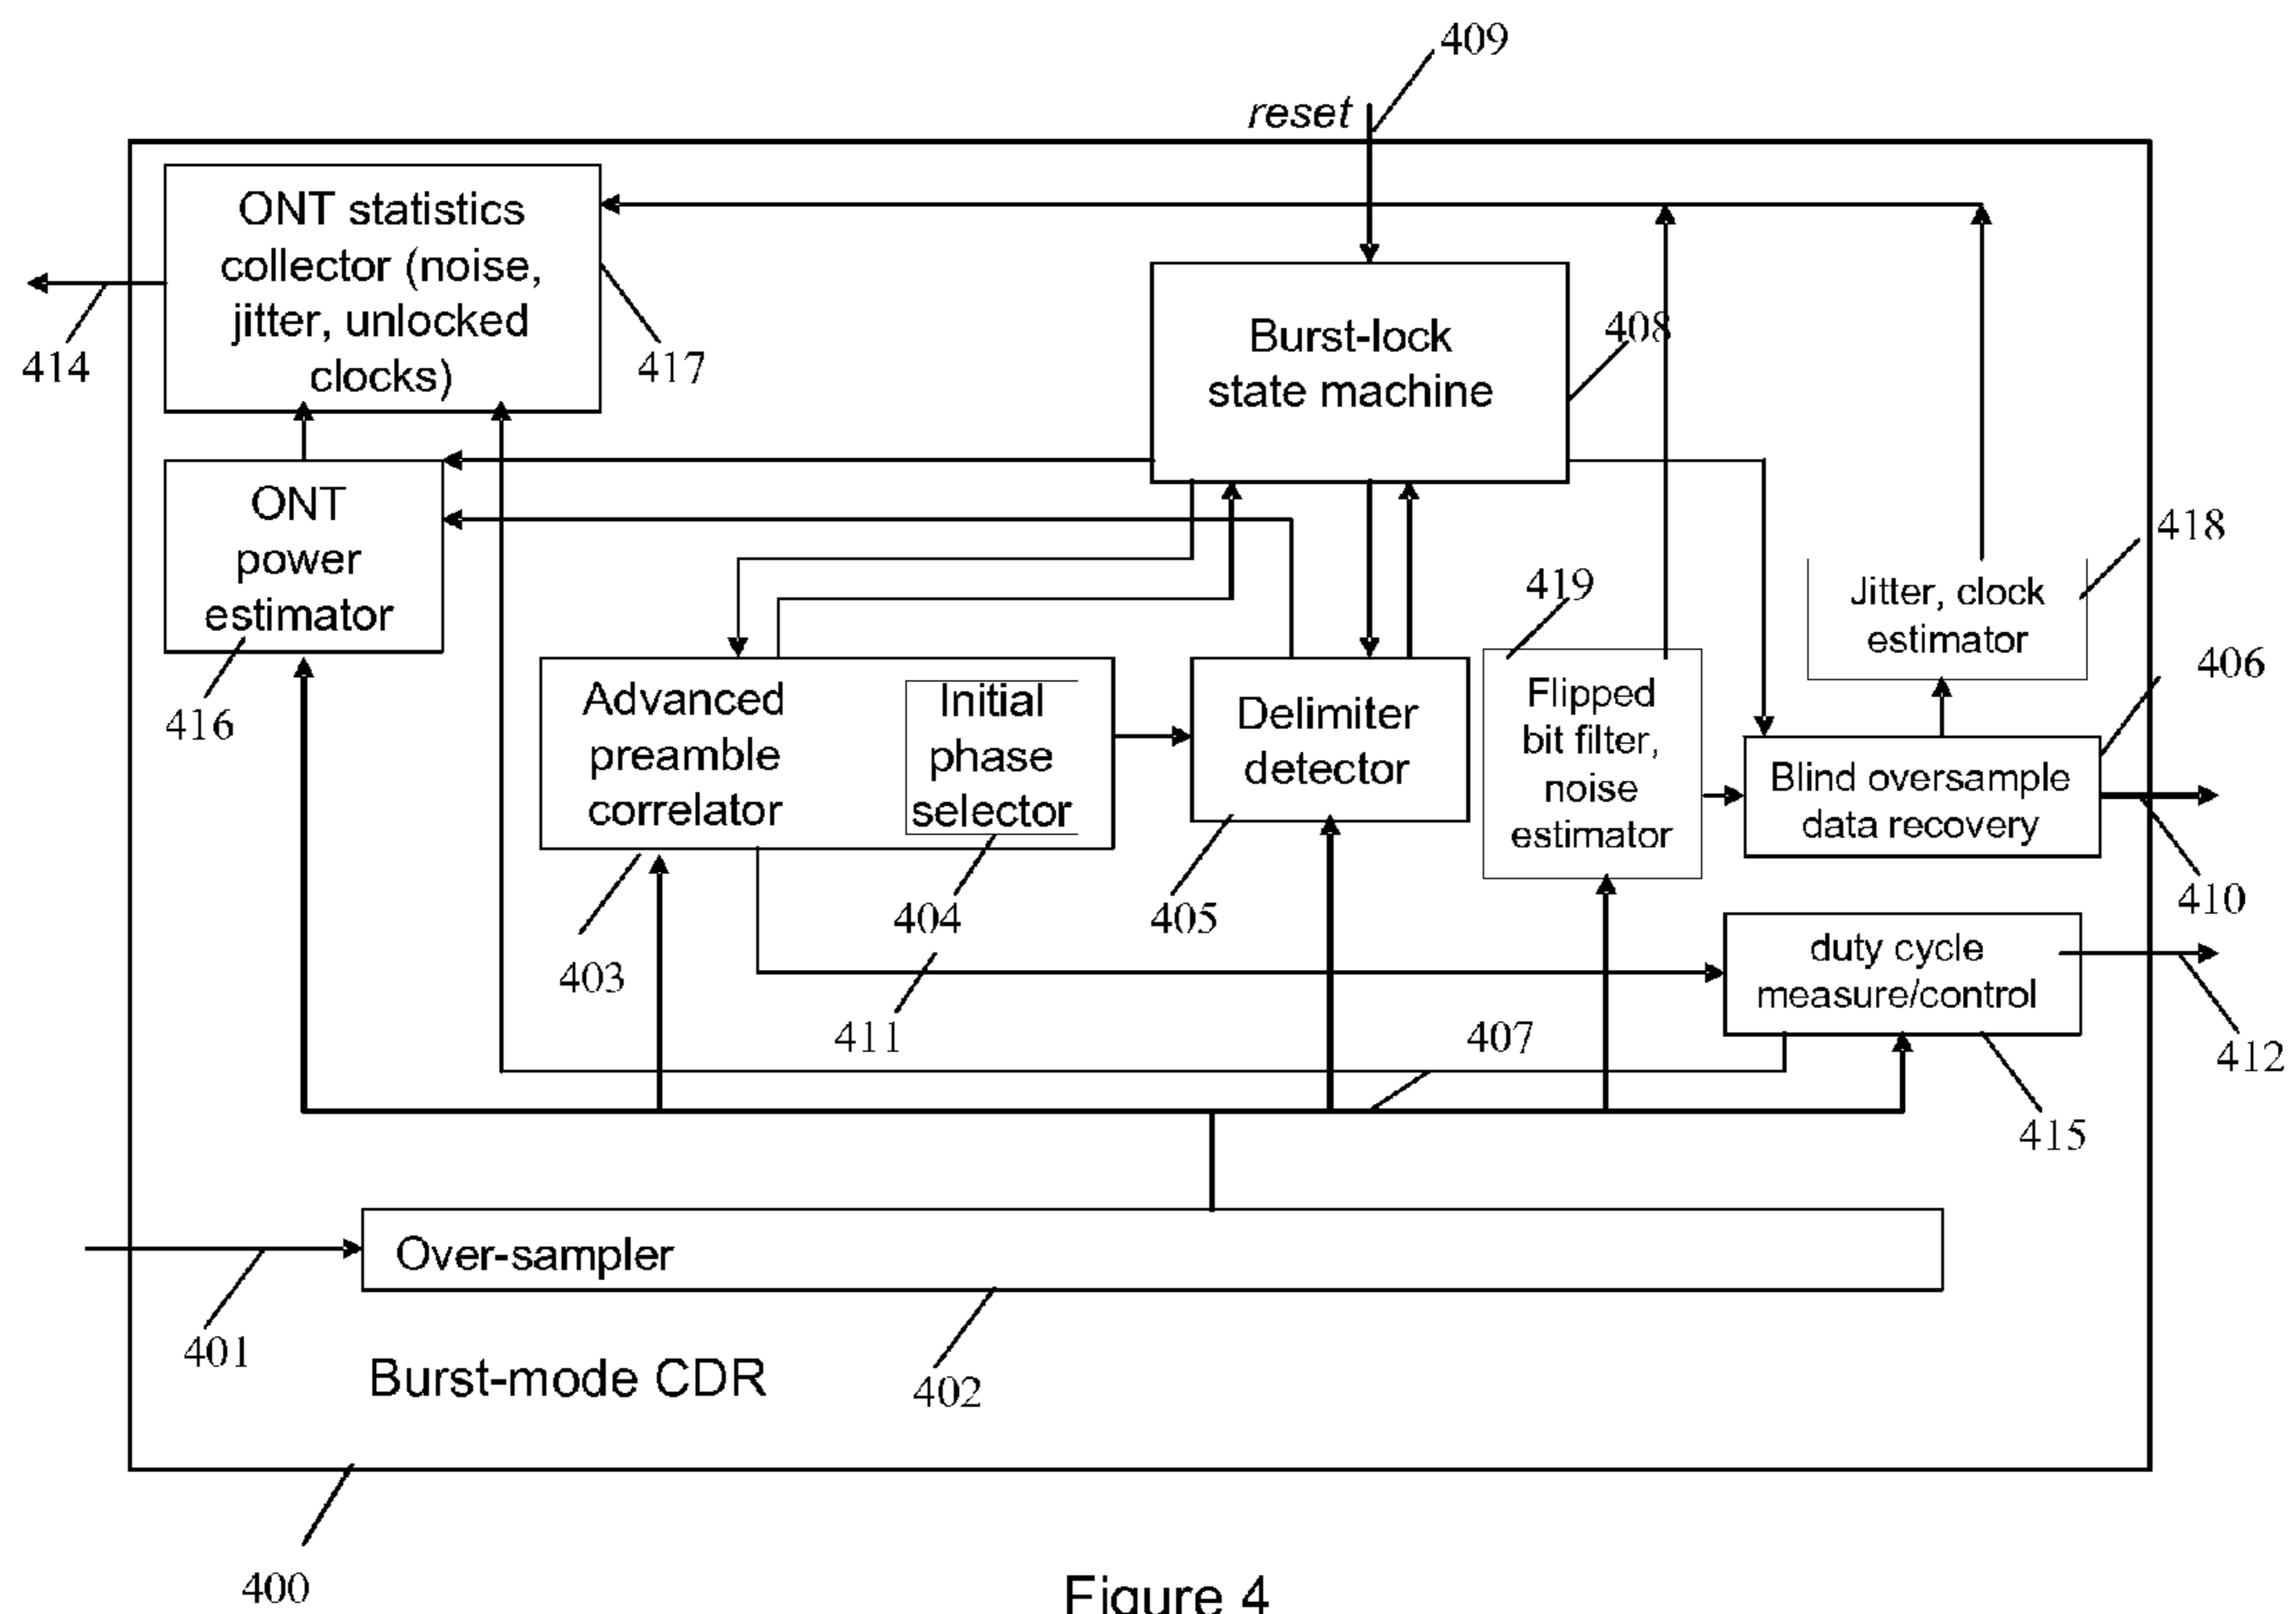 409
reset
ONT statistics
collector (noise,
jitter, unlocked
clocks)
414
417
Burst-lock
state machine
408
ONT
power
estimator
416
418
Jitter, clock
estimator
419
406
Advanced
preamble
correlator
Initial
phase
selector
Delimiter
detector
Flipped
bit filter,
noise
estimator
Blind oversample
data recovery
403
404
405
410
411
407
duty cycle
measure/control
412
415
Over-sampler
401
402
Burst-mode CDR
400
Figure 4